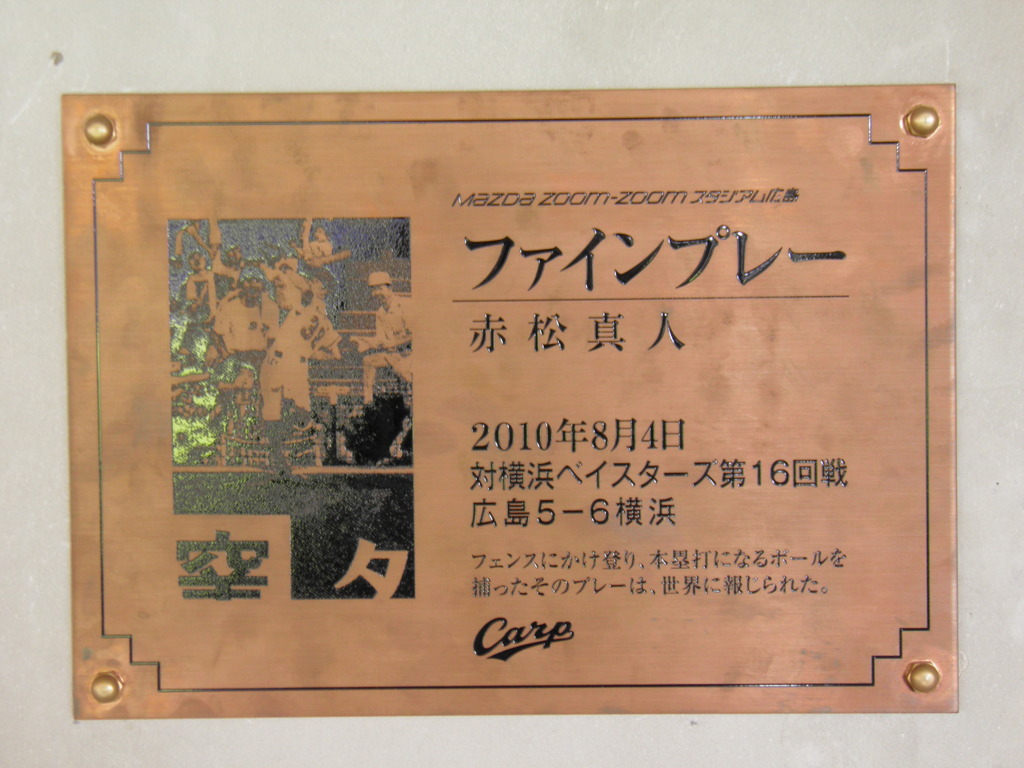 MAZDA ZOOM-ZOOM スタジアム広島
ファインプレー
赤松真人
2010年8月4日
対横浜ベイスターズ第16回戦
広島5-6横浜
フェンスにかけ登り、本塁打になるボールを
捕ったそのプレーは、世界に報じられた。
Carp